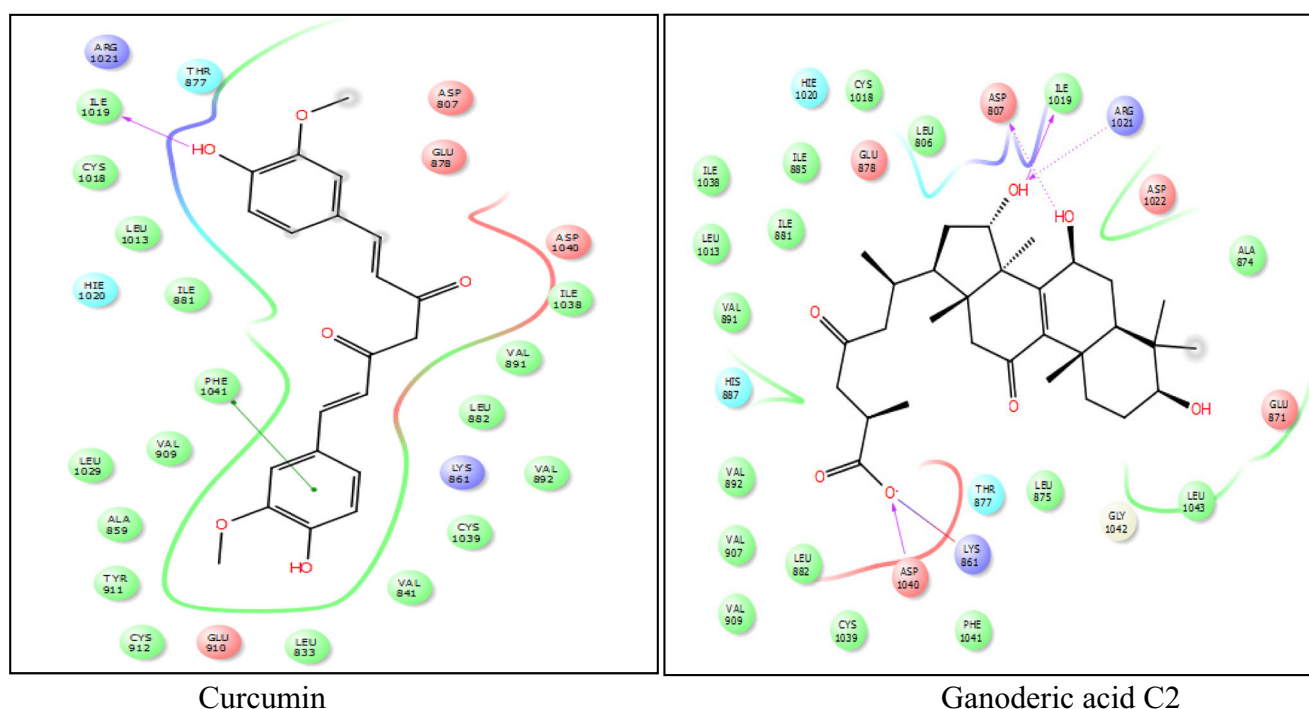 ARG 1021
THR 877
ILE 1019
ASP 807
HO
O
GLU 878
CYS 1018
LEU 1013
ASP 1040
HIE 1020
ILE 881
O
ILE 1038
O
VAL 891
PHE 1041
LEU 882
VAL 909
LEU 1029
LYS 861
VAL 892
ALA 859
O
CYS 1039
HO
TYR 911
VAL 841
CYS 912
GLU 910
LEU 833
Curcumin
HIE 1020
CYS 1018
ASP 807
ILE 1019
ARG 1021
LEU 806
ILE 885
GLU 878
ILE 1038
OH
ASP 1022
HO
ILE 881
LEU 1013
ALA 874
VAL 891
O
HIS 887
O
GLU 871
OH
VAL 892
O
O-
THR 877
LEU 875
LEU 1043
GLY 1042
VAL 907
LEU 882
LYS 861
ASP 1040
VAL 909
CYS 1039
PHE 1041
Ganoderic acid C2